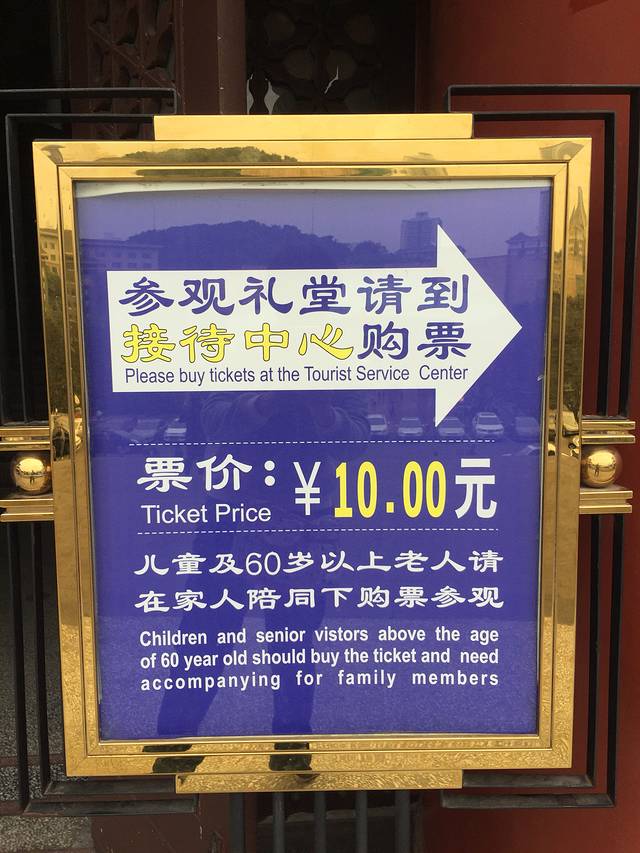 参观礼堂请到
接待中心购票
Please buy tickets at the Tourist Service Center
票价：￥10.00元
Ticket Price
儿童及60岁以上老人请
在家人陪同下购票参观
Children and senior vistors above the age
of 60 year old should buy the ticket and need
accompanying for family members